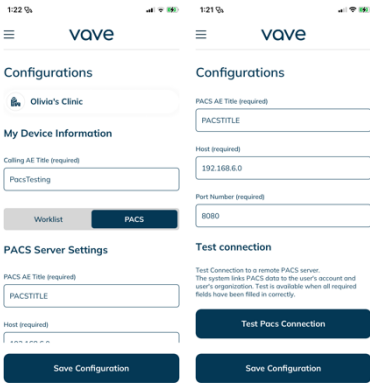 1:22
vave
Configurations
Olivia's Clinic
My Device Information
Calling AE Title (required)
PacsTesting
Worklist
PACS
PACS Server Settings
PACS AE Title (required)
PACSTITLE
Host (required)
Save Configuration
1:21
vave
Configurations
PACS AE Title (required)
PACSTITLE
Host (required)
192.168.6.0
Port Number (required)
8080
Test connection
Test Connection to a remote PACS server.
The system links PACS data to the user's account and
user's organization. Test is available when all required
fields have been filled in correctly.
Test Pacs Connection
Save Configuration